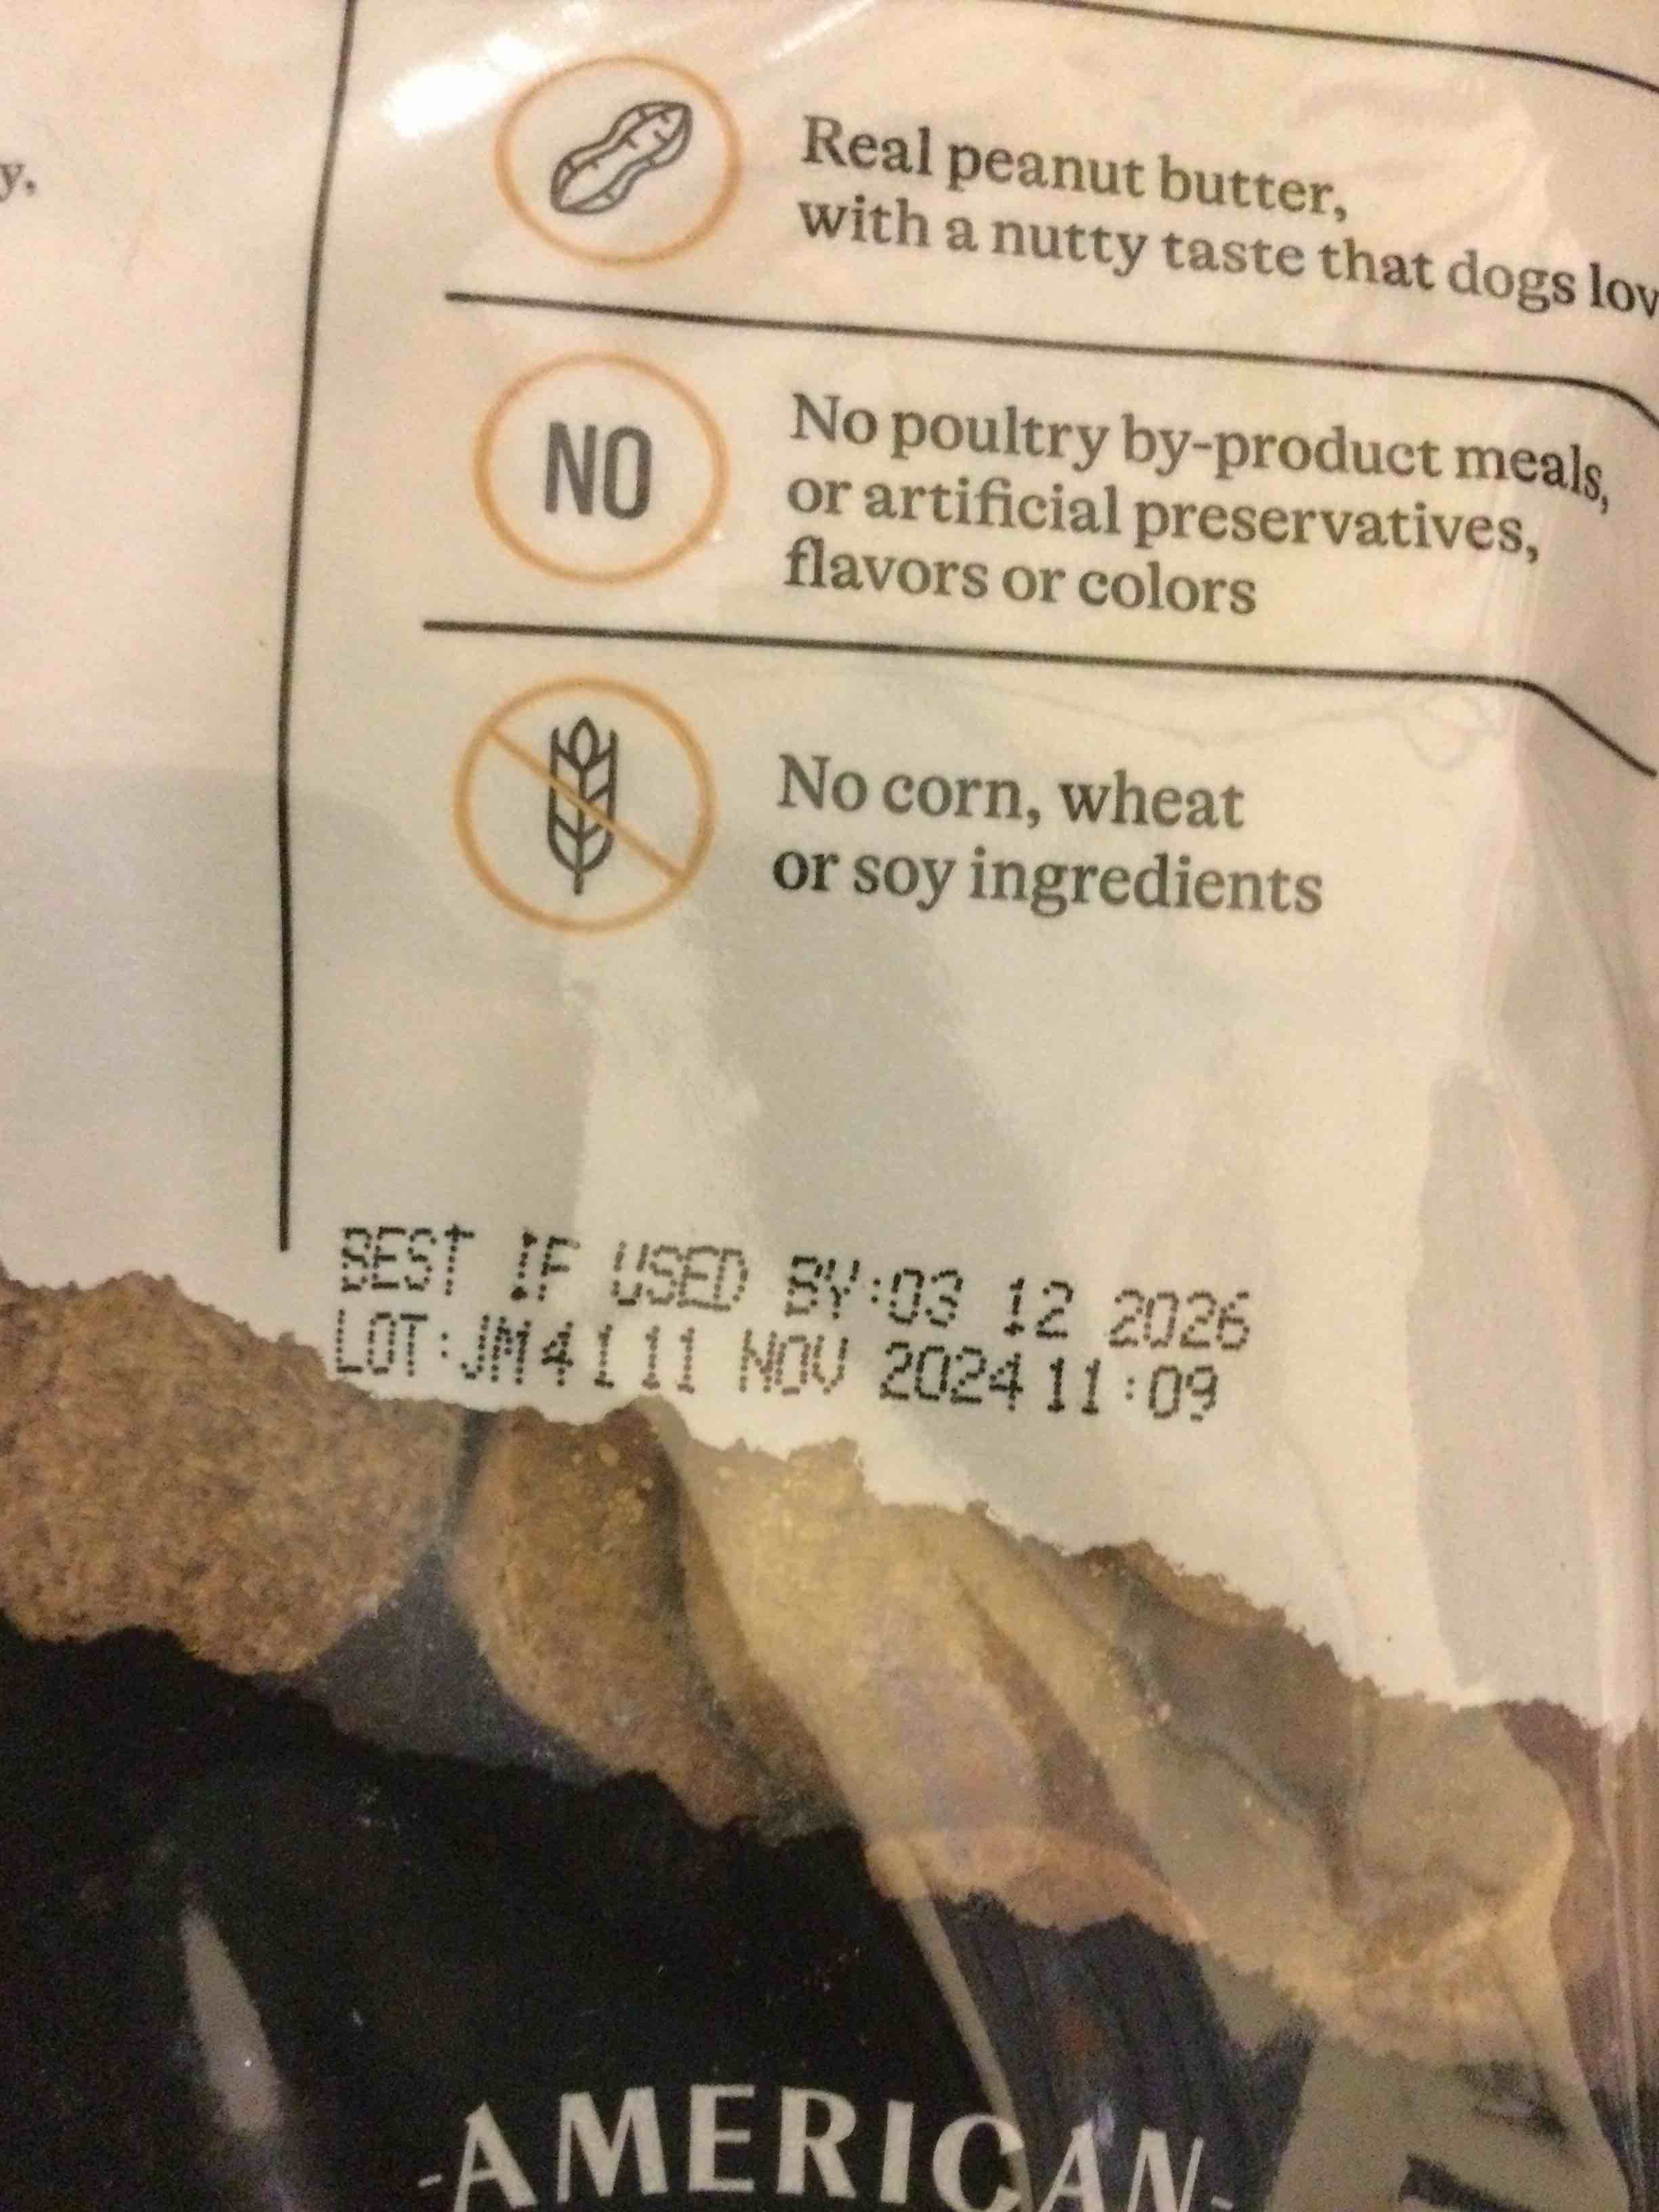 y,
Real peanut butter,
with a nutty taste that dogs lov
NO
No poultry by-product meals,
or artificial preservatives,
flavors or colors
No corn, wheat
or soy ingredients
BEST IF USED BY:03 12 2026
LOT:JM4111 NOV 2024 11:09
-AMERICAN-